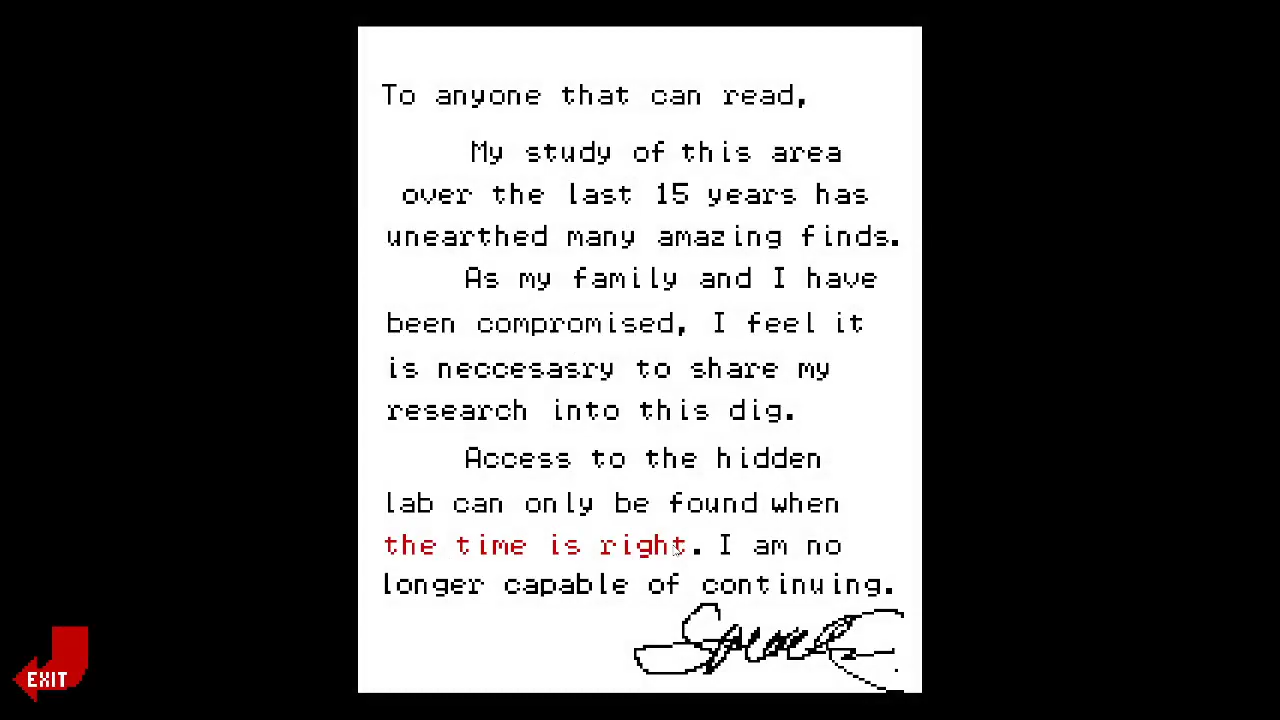 To anyone that can read,
My study of this area
over the last 15 years has
unearthed many amazing finds.
As my family and I have
been compromised, I feel it
is neccesasry to share my
research into this dig.
Access to the hidden
lab can only be found when
the time is right. I am no
longer capable of continuing.
EXIT